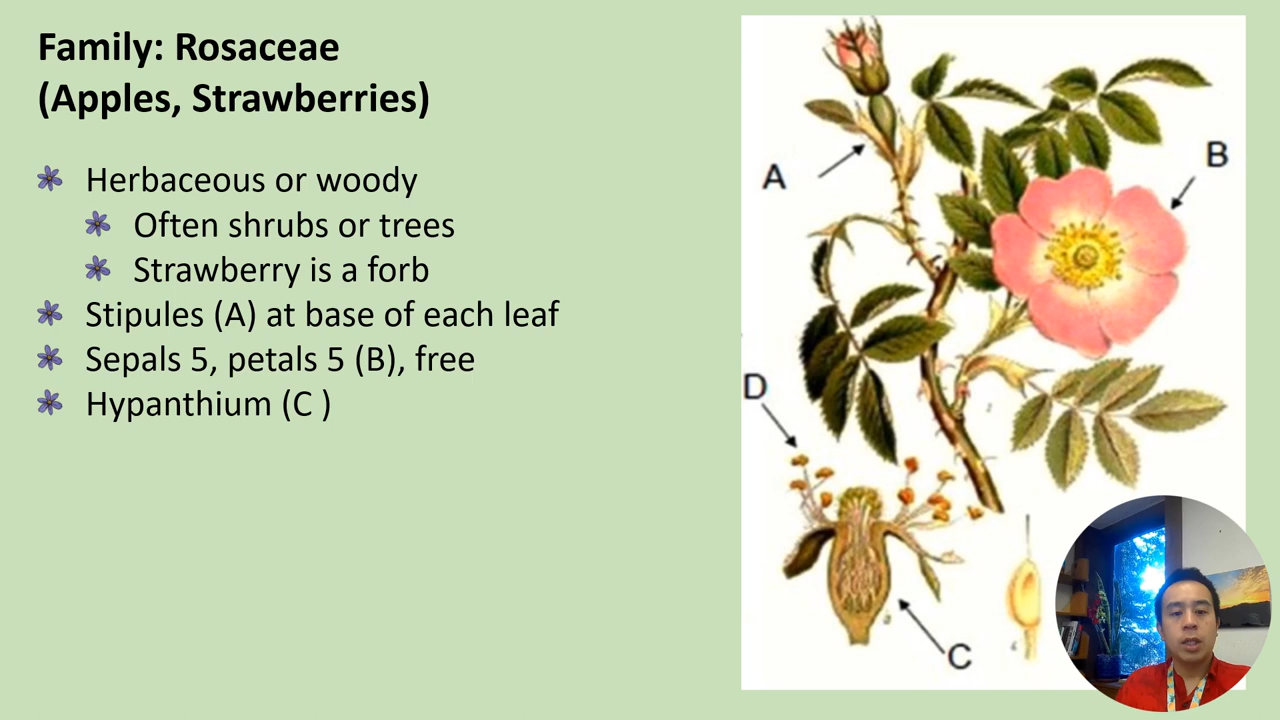 Family: Rosaceae
(Apples, Strawberries)
Herbaceous or woody
Often shrubs or trees
Strawberry is a forb
Stipules (A) at base of each leaf
Sepals 5, petals 5 (B), free
Hypanthium (C )
A
B
D
C